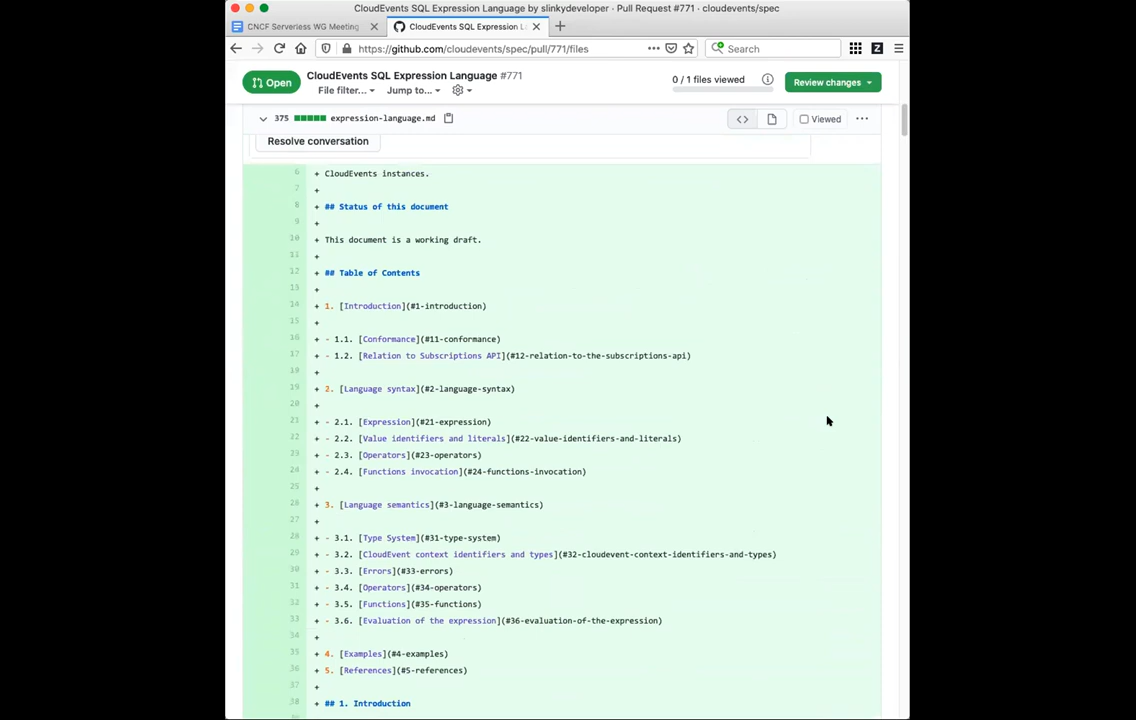 CloudEvents SQL Expression Language by slinkydeveloper · Pull Request #771 · cloudevents/spec
CNCF Serverless WG Meeting
CloudEvents SQL Expression L
https://github.com/cloudevents/spec/pull/771/files
Search
Open
CloudEvents SQL Expression Language #771
File filter...
Jump to...
0 / 1 files viewed
Review changes
375 expression-language.md
Viewed
Resolve conversation
6 + CloudEvents instances.
7 +
8 + ## Status of this document
9 +
10 + This document is a working draft.
11 +
12 + ## Table of Contents
13 +
14 + 1. [Introduction](#1-introduction)
15 +
16 + - 1.1. [Conformance](#11-conformance)
17 + - 1.2. [Relation to Subscriptions API](#12-relation-to-the-subscriptions-api)
18 +
19 + 2. [Language syntax](#2-language-syntax)
20 +
21 + - 2.1. [Expression](#21-expression)
22 + - 2.2. [Value identifiers and literals](#22-value-identifiers-and-literals)
23 + - 2.3. [Operators](#23-operators)
24 + - 2.4. [Functions invocation](#24-functions-invocation)
25 +
26 + 3. [Language semantics](#3-language-semantics)
27 +
28 + - 3.1. [Type System](#31-type-system)
29 + - 3.2. [CloudEvent context identifiers and types](#32-cloudevent-context-identifiers-and-types)
30 + - 3.3. [Errors](#33-errors)
31 + - 3.4. [Operators](#34-operators)
32 + - 3.5. [Functions](#35-functions)
33 + - 3.6. [Evaluation of the expression](#36-evaluation-of-the-expression)
34 +
35 + 4. [Examples](#4-examples)
36 + 5. [References](#5-references)
37 +
38 + ## 1. Introduction